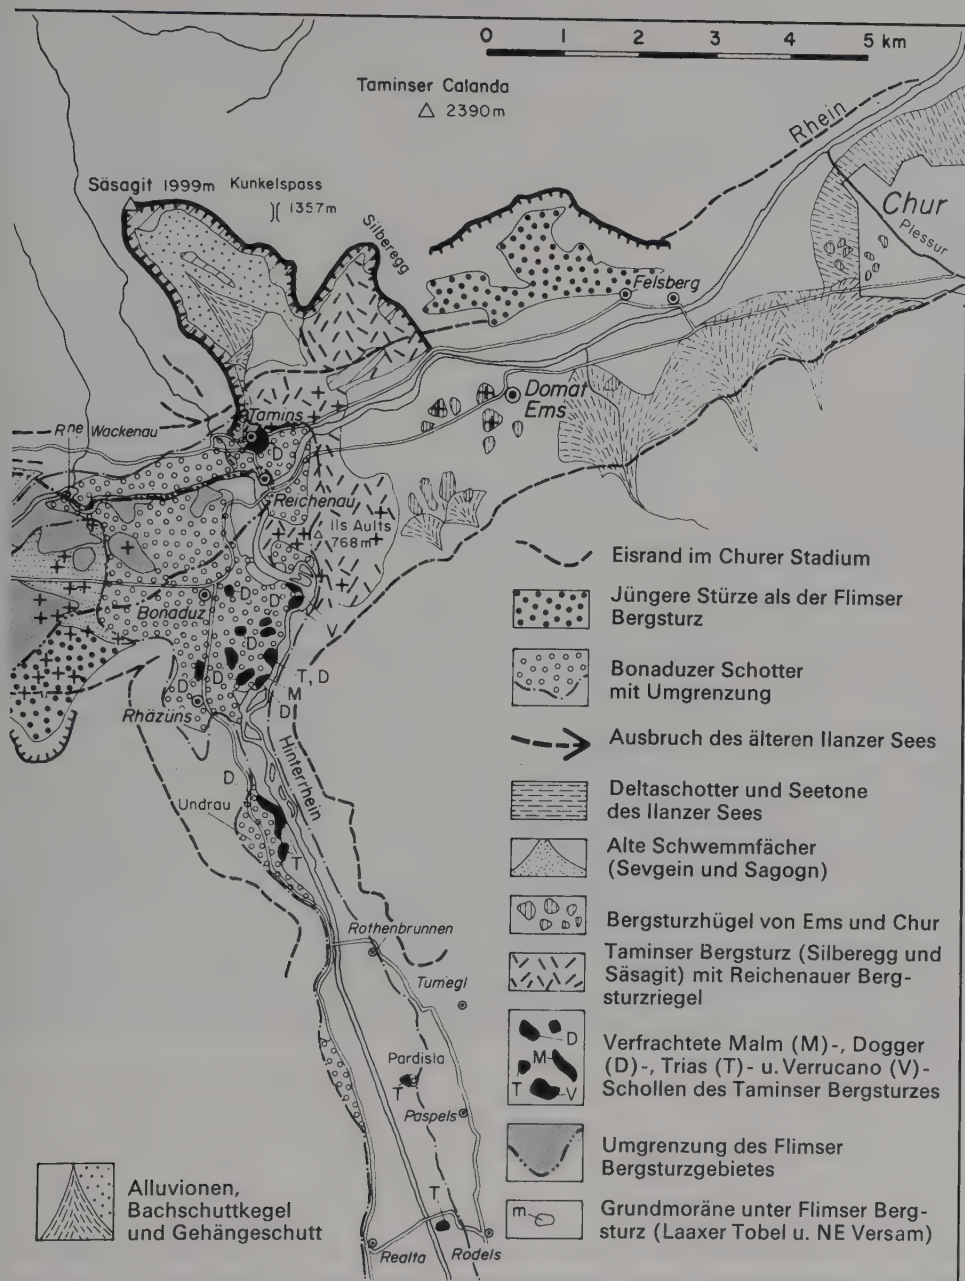 0 1 2 3 4 5 km
Taminser Calanda
△ 2390m
Rhein
Säsagit 1999m
Kunkelspass
)( 1357m
Silberegg
Chur
Plessur
Felsberg
Domat
Ems
Tamins
Rne Wackenau
D
Reichenau
Ils Aults
△ 768m
D
D
Bonaduz
D
T, D
D
D
M
D
Rhäzüns
Hinterrhein
D
Undrau
T
Rothenbrunnen
Tumegl
Pardisla
T
Paspels
T
Realta
Rodels
Eisrand im Churer Stadium
Jüngere Stürze als der Flimser
Bergsturz
Bonaduzer Schotter
mit Umgrenzung
Ausbruch des älteren Ilanzer Sees
Deltaschotter und Seetone
des Ilanzer Sees
Alte Schwemmfächer
(Sevgein und Sagogn)
Bergsturzhügel von Ems und Chur
Taminser Bergsturz (Silberegg und
Säsagit) mit Reichenauer Berg-
sturzriegel
D
M
T
V
Verfrachtete Malm (M)-, Dogger
(D)-, Trias (T)- u. Verrucano (V)-
Schollen des Taminser Bergsturzes
Umgrenzung des Flimser
Bergsturzgebietes
m
Grundmoräne unter Flimser Berg-
sturz (Laaxer Tobel u. NE Versam)
Alluvionen,
Bachschuttkegel
und Gehängeschutt